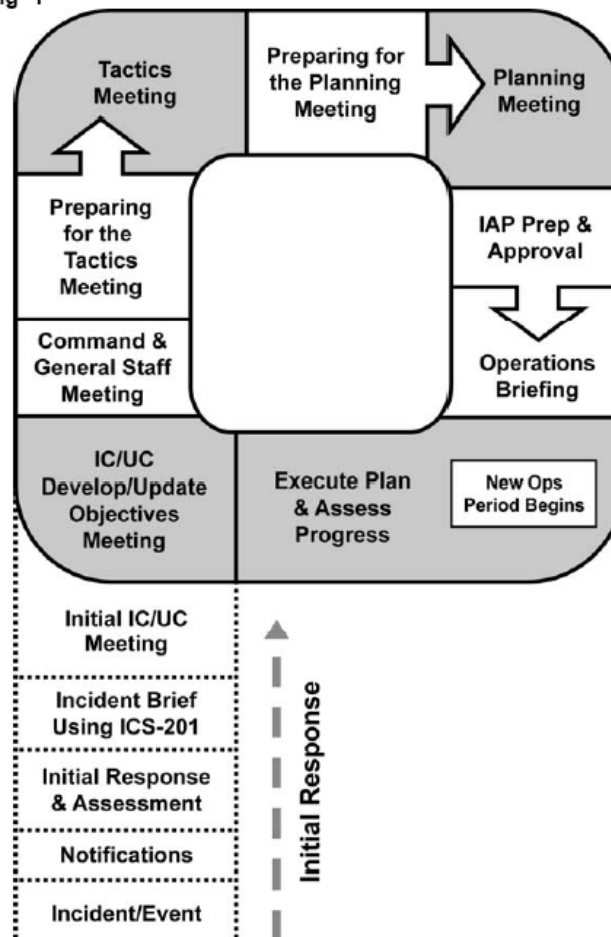 Tactics
Meeting
Preparing for
the Planning
Meeting
Planning
Meeting
Preparing
for the
Tactics
Meeting
IAP Prep &
Approval
Command &
General Staff
Meeting
Operations
Briefing
IC/UC
Develop/Update
Objectives
Meeting
Execute Plan
& Assess
Progress
New Ops
Period Begins
Initial IC/UC
Meeting
Incident Brief
Using ICS-201
Initial Response
& Assessment
Notifications
Incident/Event
Initial Response